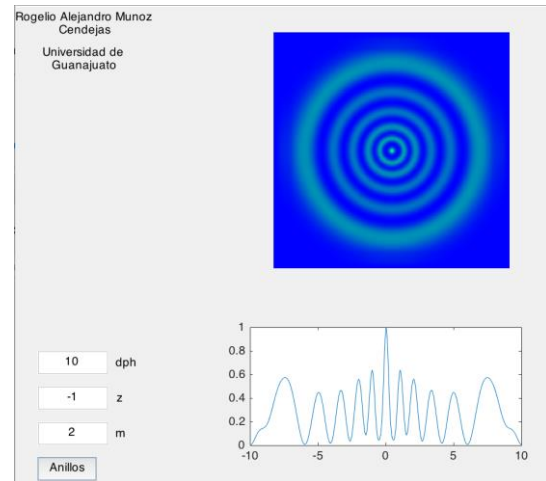 Rogelio Alejandro Munoz
Cendejas
Universidad de
Guanajuato
1
0.8
0.6
0.4
0.2
0
-10
-5
0
5
10
10 dph
-1 z
2 m
Anillos